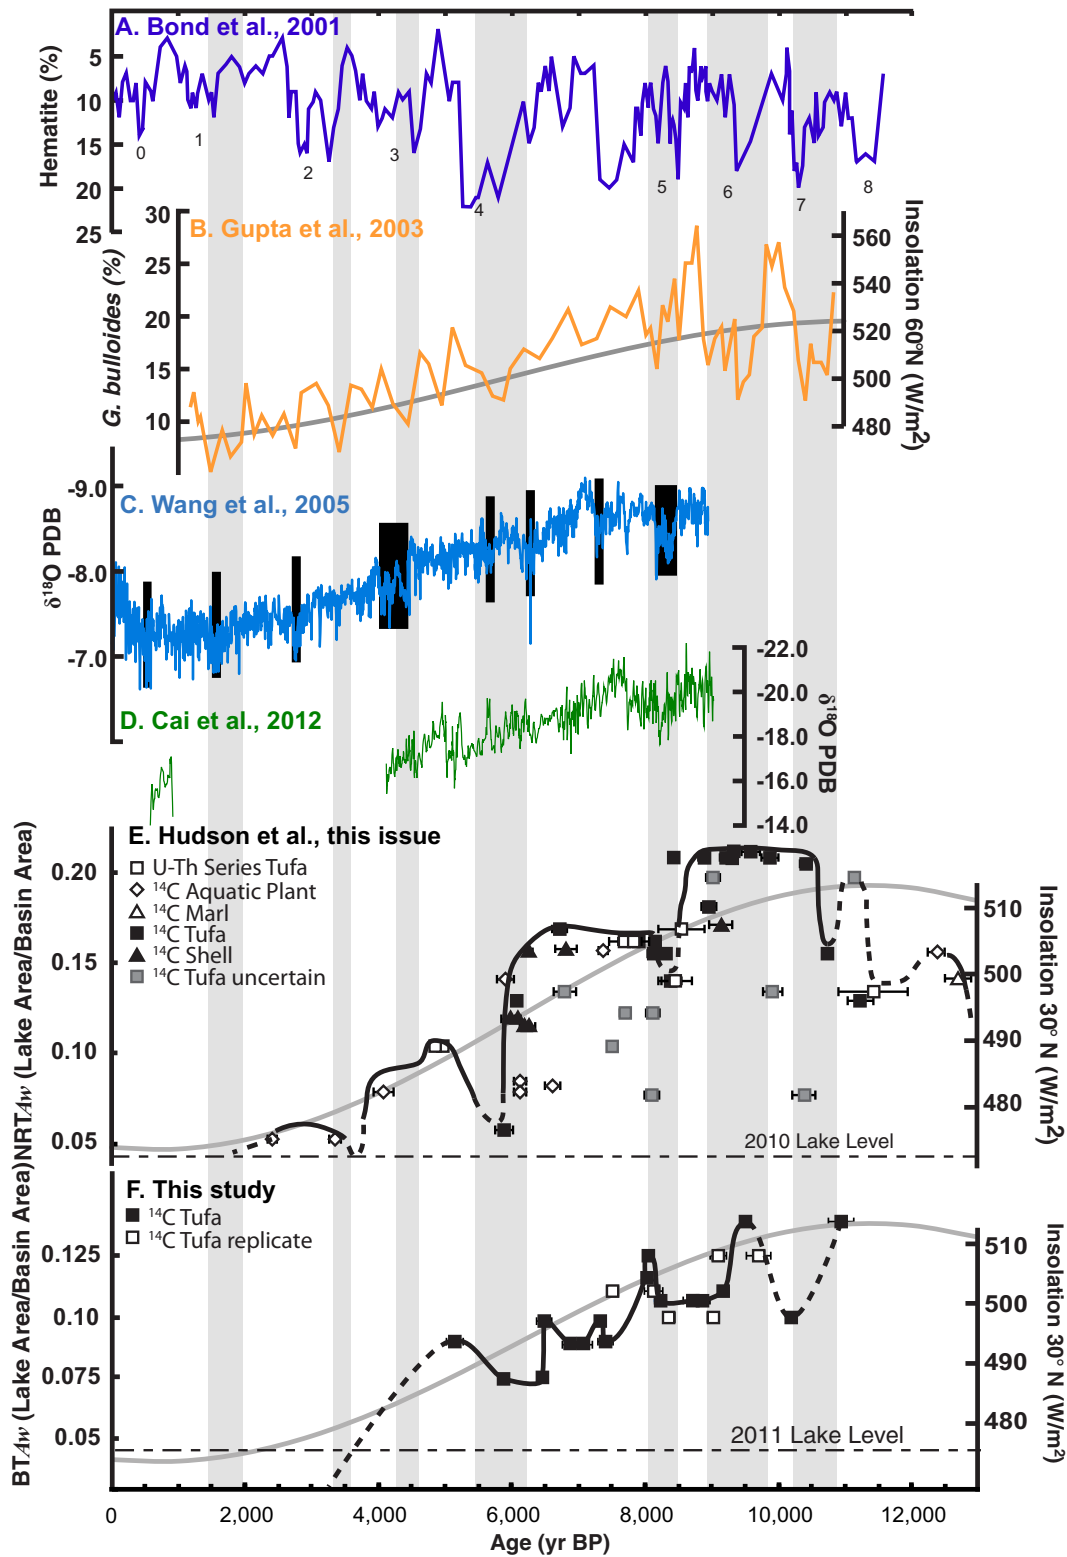 A. Bond et al., 2001
Hematite (%)
5
10
15
20
25
0
1
2
3
4
5
6
7
8
B. Gupta et al., 2003
G. bulloides (%)
30
25
20
15
10
Insolation 60°N (W/m²)
560
540
520
500
480
C. Wang et al., 2005
δ¹⁸O PDB
-9.0
-8.0
-7.0
D. Cai et al., 2012
-22.0
-20.0
-18.0
-16.0
-14.0
δ¹⁸O PDB
E. Hudson et al., this issue
U-Th Series Tufa
¹⁴C Aquatic Plant
¹⁴C Marl
¹⁴C Tufa
¹⁴C Shell
¹⁴C Tufa uncertain
NRTAw (Lake Area/Basin Area)
0.20
0.15
0.10
0.05
Insolation 30° N (W/m²)
510
500
490
480
2010 Lake Level
F. This study
¹⁴C Tufa
¹⁴C Tufa replicate
BTAw (Lake Area/Basin Area)
0.125
0.10
0.075
0.05
Insolation 30° N (W/m²)
510
500
490
480
2011 Lake Level
0
2,000
4,000
6,000
8,000
10,000
12,000
Age (yr BP)